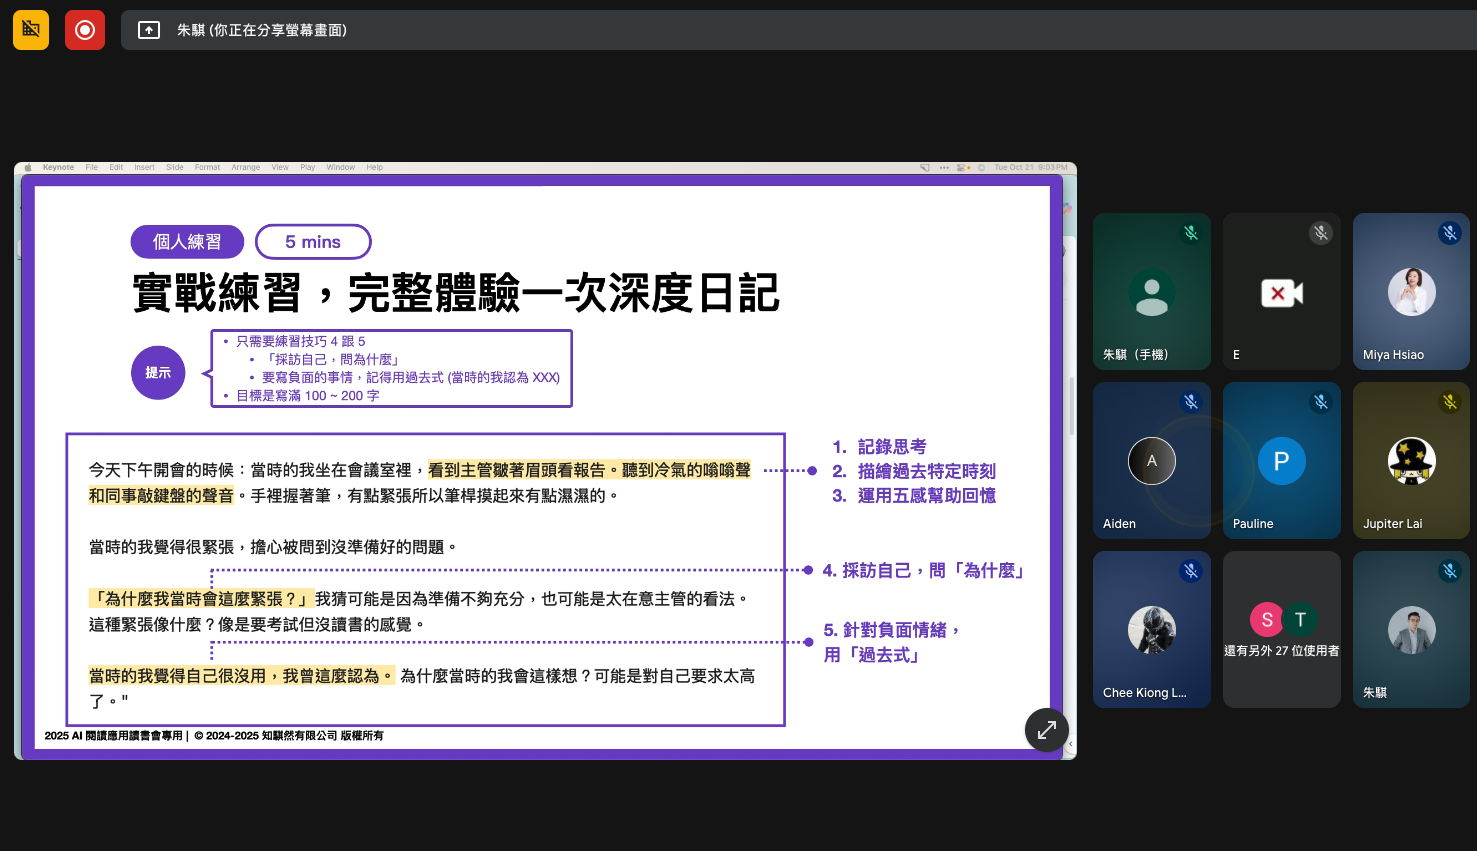 朱騏 (你正在分享螢幕畫面)
Keynote File Edit Insert Slide Format Arrange View Play Window Help
Tue Oct 21 9:03 PM
個人練習
5 mins
實戰練習，完整體驗一次深度日記
提示
• 只需要練習技巧 4 跟 5
• 「採訪自己，問為什麼」
• 要寫負面的事情，記得用過去式 (當時的我認為 XXX)
• 目標是寫滿 100 ~ 200 字
今天下午開會的時候：當時的我坐在會議室裡，看到主管皺著眉頭看報告。聽到冷氣的嗡嗡聲
和同事敲鍵盤的聲音。手裡握著筆，有點緊張所以筆桿摸起來有點濕濕的。
當時的我覺得很緊張，擔心被問到沒準備好的問題。
「為什麼我當時會這麼緊張？」我猜可能是因為準備不夠充分，也可能是太在意主管的看法。
這種緊張像什麼？像是要考試但沒讀書的感覺。
當時的我覺得自己很沒用，我曾這麼認為。 為什麼當時的我會這樣想？可能是對自己要求太高
了。"
1. 記錄思考
2. 描繪過去特定時刻
3. 運用五感幫助回憶
4. 採訪自己，問「為什麼」
5. 針對負面情緒，
用「過去式」
2025 AI 閱讀應用讀書會專用 | © 2024-2025 知騏然有限公司 版權所有
朱騏（手機）
E
Miya Hsiao
A
Aiden
P
Pauline
Jupiter Lai
Chee Kiong L...
S
T
還有另外 27 位使用者
朱騏